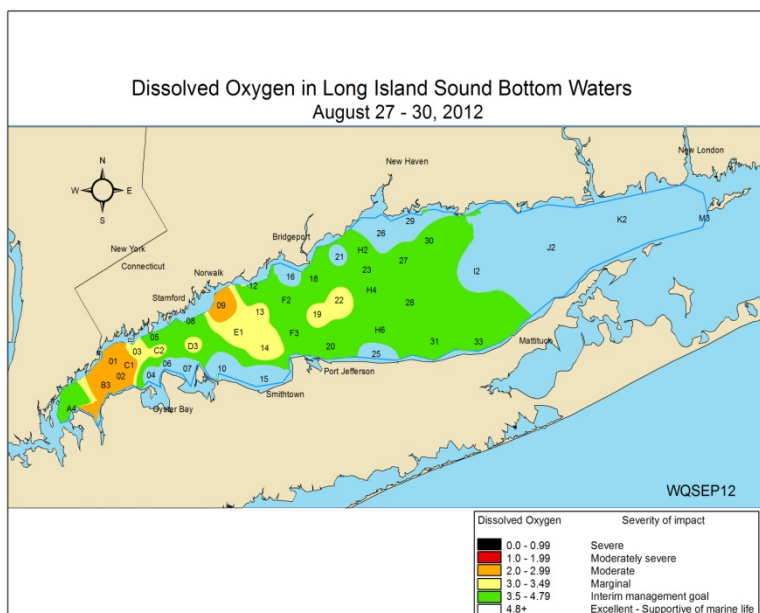 Dissolved Oxygen in Long Island Sound Bottom Waters
August 27 - 30, 2012
New London
New Haven
N
W E
S
M3
K2
29
26
30
Bridgeport
J2
New York
Connecticut
H2
21
27
23
I2
16
18
Norwalk
12
H4
Stamford
F2
22
28
09
13
19
08
05
E1
F3
H6
D3
14
20
31
33
Mattituck
03
C2
25
01
C1
06
07
10
Port Jefferson
02
04
15
B3
Smithtown
A4
Oyster Bay
WQSEP12
Dissolved Oxygen Severity of impact
0.0 - 0.99 Severe
1.0 - 1.99 Moderately severe
2.0 - 2.99 Moderate
3.0 - 3.49 Marginal
3.5 - 4.79 Interim management goal
4.8+ Excellent - Supportive of marine life